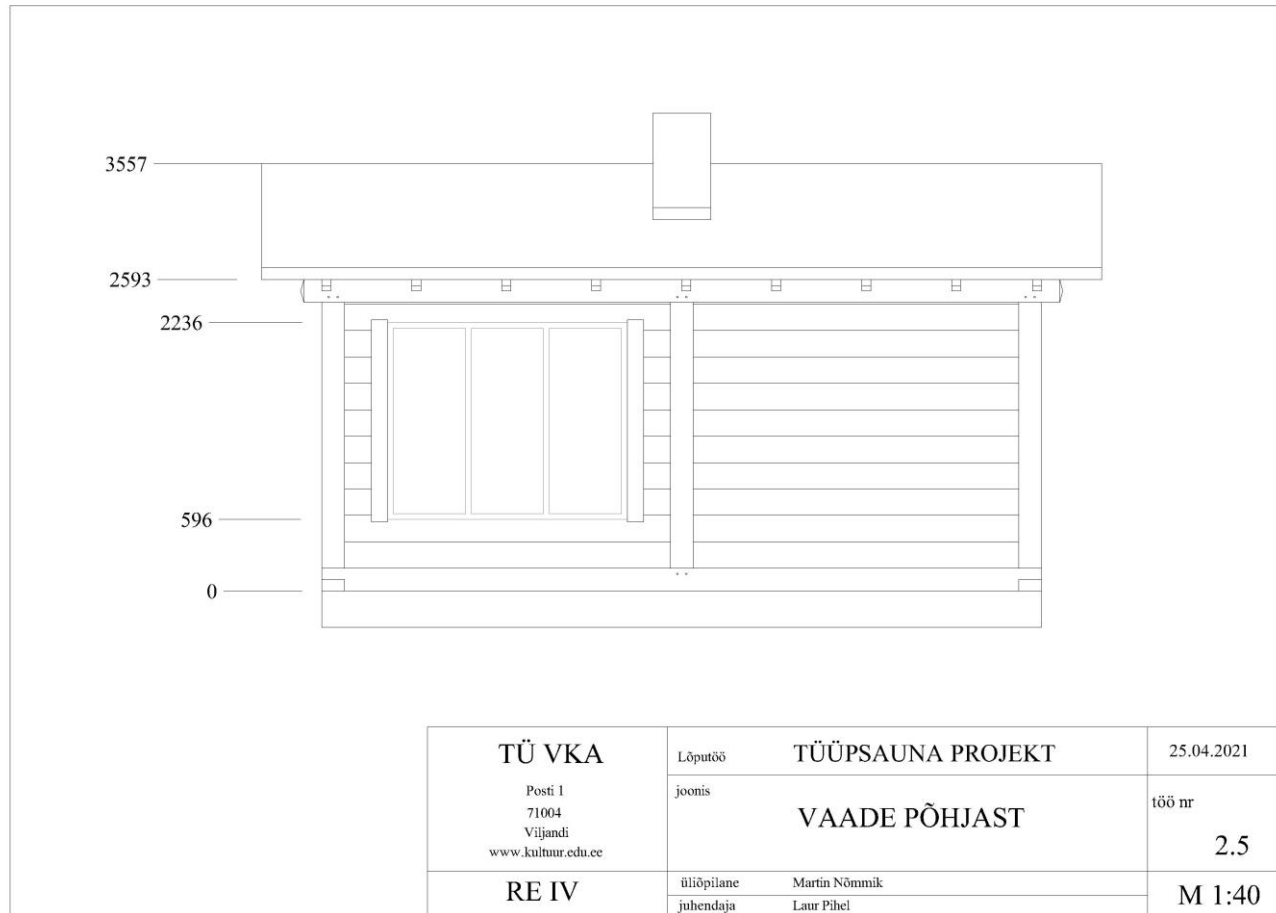 3557
2593
2236
596
0
TÜ VKA
Posti 1
71004
Viljandi
www.kultuur.edu.ee
RE IV
Lõputöö TÜÜPSAUNA PROJEKT
joonis
VAADE PÕHJAST
üliõpilane Martin Nõmmik
juhendaja Laur Pihel
25.04.2021
töö nr
2.5
M 1:40